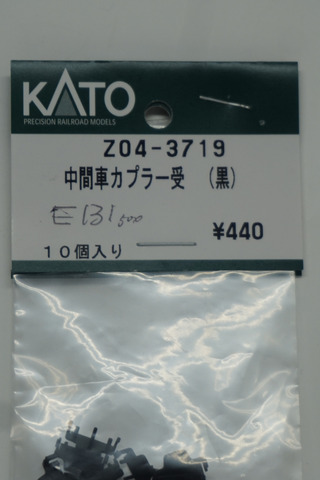 KATO
PRECISION RAILROAD MODELS
Z04-3719
中間車カプラー受 （黒）
E131 500
¥440
10個入り